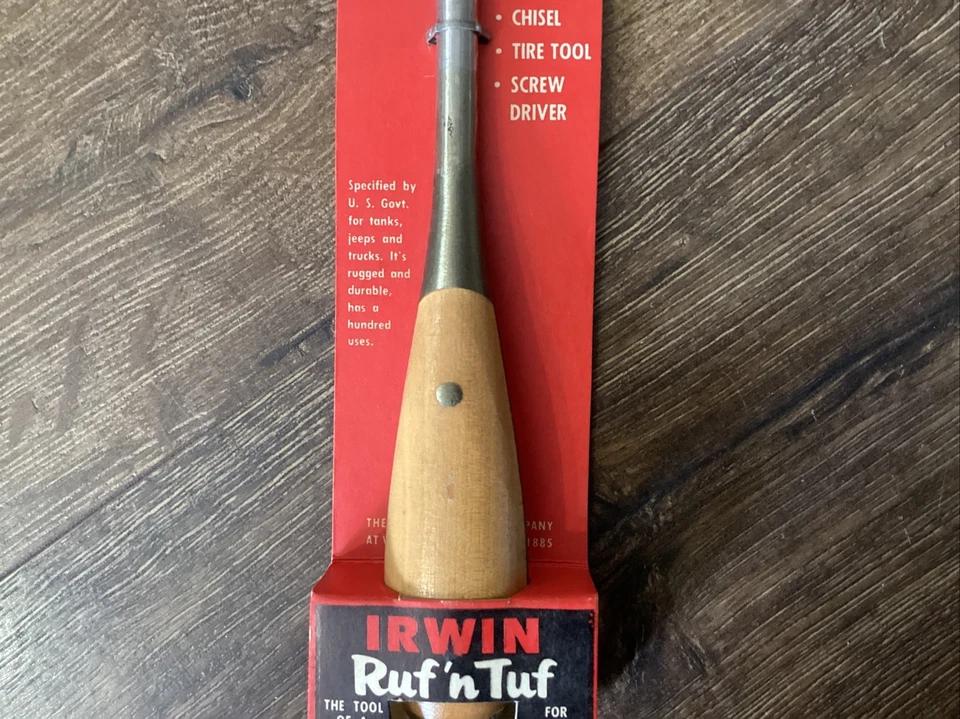 • CHISEL
• TIRE TOOL
• SCREW
DRIVER
Specified by
U. S. Govt.
for tanks,
jeeps and
trucks. It's
rugged and
durable,
has a
hundred
uses.
THE
AT
1885
IRWIN
Ruf'n Tuf
THE TOOL FOR
OF